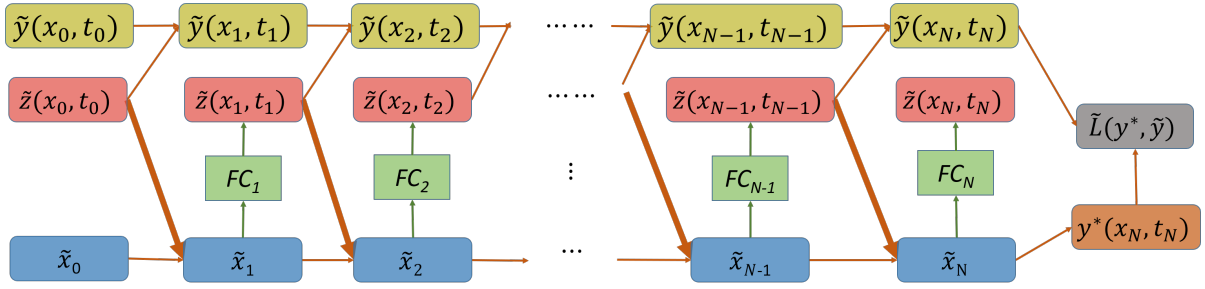 ỹ(x₀, t₀) ỹ(x₁, t₁) ỹ(x₂, t₂) …… ỹ(x_{N−1}, t_{N−1}) ỹ(x_N, t_N)
z̃(x₀, t₀) z̃(x₁, t₁) z̃(x₂, t₂) …… z̃(x_{N−1}, t_{N−1}) z̃(x_N, t_N)
L̃(y*, ỹ)
FC₁ FC₂ ⋮ FC_{N-1} FC_N
y*(x_N, t_N)
x̃₀ x̃₁ x̃₂ … x̃_{N-1} x̃_N